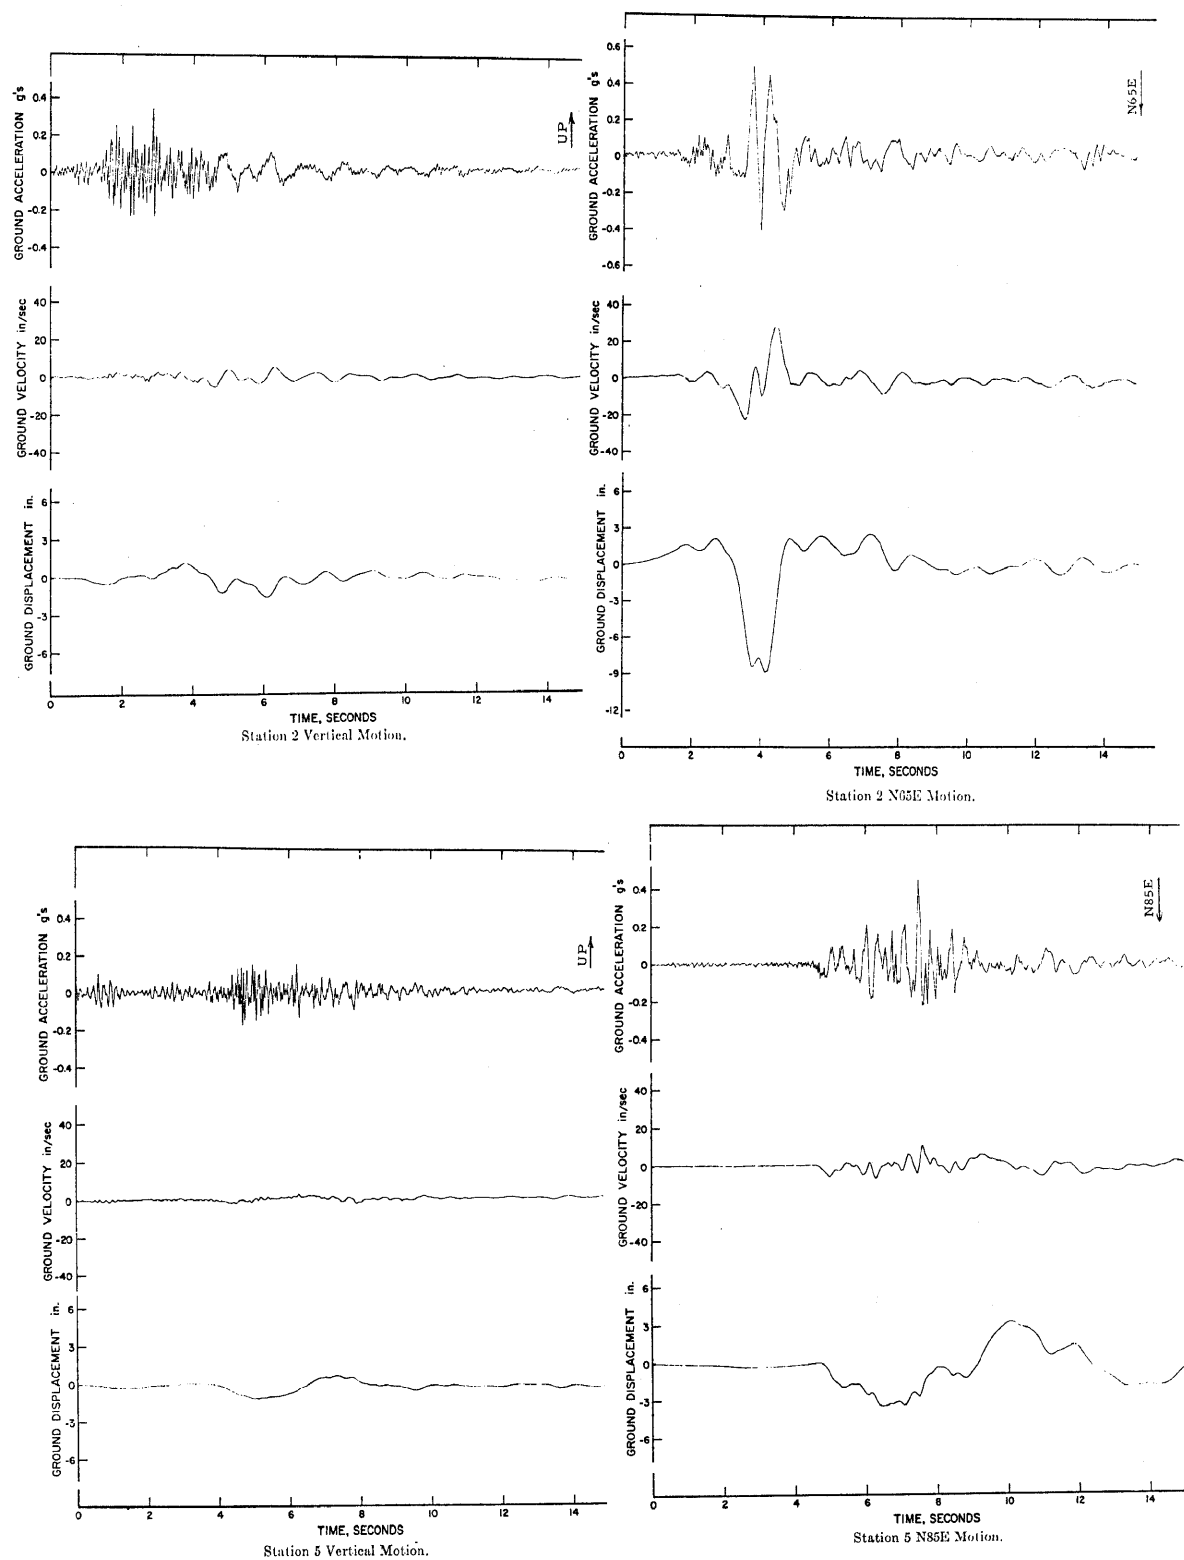 GROUND ACCELERATION g's
0.4
0.2
0
-0.2
-0.4
UP
GROUND VELOCITY in/sec
40
20
0
-20
-40
GROUND DISPLACEMENT in.
6
3
0
-3
-6
0 2 4 6 8 10 12 14
TIME, SECONDS
Station 2 Vertical Motion.
GROUND ACCELERATION g's
0.6
0.4
0.2
0
-0.2
-0.4
-0.6
N65E
GROUND VELOCITY in/sec
40
20
0
-20
-40
GROUND DISPLACEMENT in.
6
3
0
-3
-6
-9
-12
0 2 4 6 8 10 12 14
TIME, SECONDS
Station 2 N65E Motion.
GROUND ACCELERATION g's
0.4
0.2
0
-0.2
-0.4
UP
GROUND VELOCITY in/sec
40
20
0
-20
-40
GROUND DISPLACEMENT in.
6
3
0
-3
-6
0 2 4 6 8 10 12 14
TIME, SECONDS
Station 5 Vertical Motion.
GROUND ACCELERATION g's
0.4
0.2
0
-0.2
-0.4
N85E
GROUND VELOCITY in/sec
40
20
0
-20
-40
GROUND DISPLACEMENT in.
6
3
0
-3
-6
0 2 4 6 8 10 12 14
TIME, SECONDS
Station 5 N85E Motion.